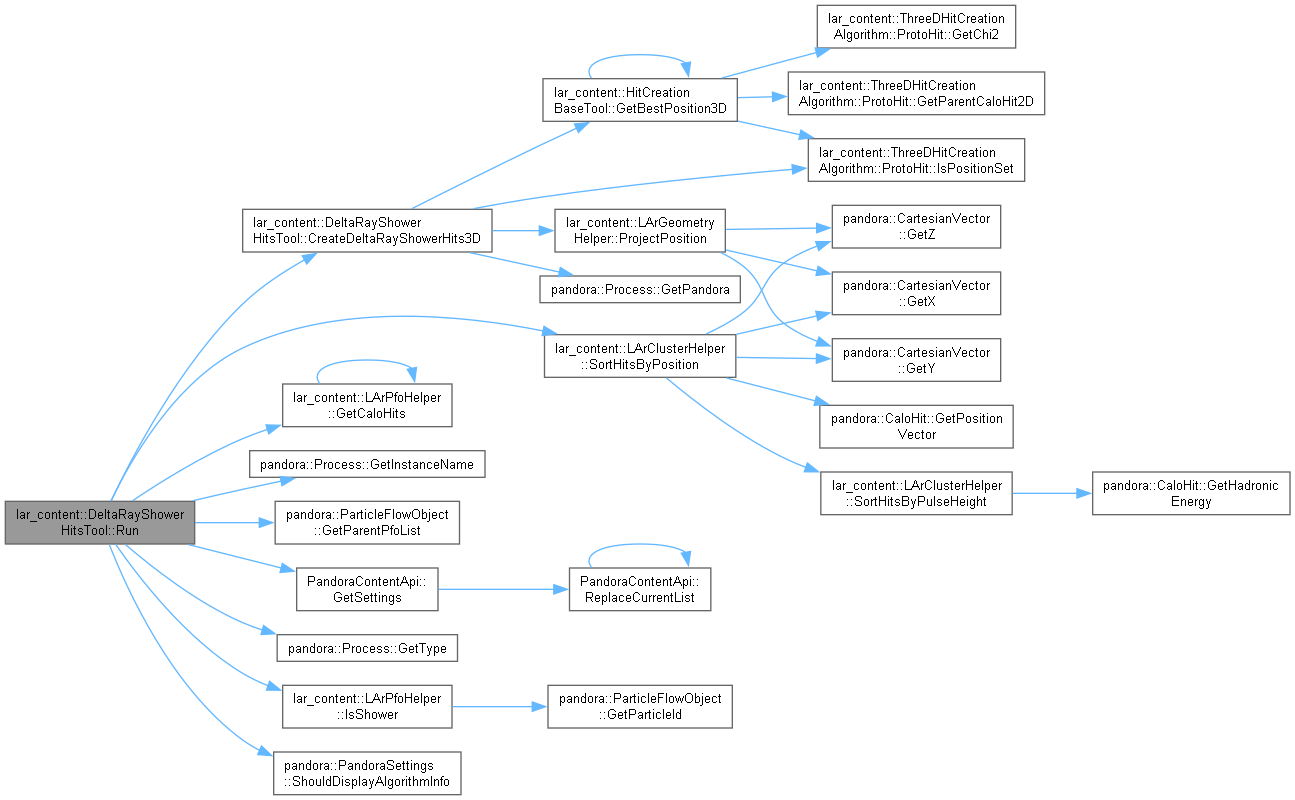 lar_content::ThreeDHitCreation
Algorithm::ProtoHit::GetChi2
lar_content::HitCreation
BaseTool::GetBestPosition3D
lar_content::ThreeDHitCreation
Algorithm::ProtoHit::GetParentCaloHit2D
lar_content::ThreeDHitCreation
Algorithm::ProtoHit::IsPositionSet
lar_content::DeltaRayShower
HitsTool::CreateDeltaRayShowerHits3D
lar_content::LArGeometry
Helper::ProjectPosition
pandora::CartesianVector
::GetZ
pandora::Process::GetPandora
pandora::CartesianVector
::GetX
lar_content::LArClusterHelper
::SortHitsByPosition
pandora::CartesianVector
::GetY
lar_content::LArPfoHelper
::GetCaloHits
pandora::CaloHit::GetPosition
Vector
pandora::Process::GetInstanceName
lar_content::LArClusterHelper
::SortHitsByPulseHeight
pandora::CaloHit::GetHadronic
Energy
lar_content::DeltaRayShower
HitsTool::Run
pandora::ParticleFlowObject
::GetParentPfoList
PandoraContentApi::
GetSettings
PandoraContentApi::
ReplaceCurrentList
pandora::Process::GetType
lar_content::LArPfoHelper
::IsShower
pandora::ParticleFlowObject
::GetParticleId
pandora::PandoraSettings
::ShouldDisplayAlgorithmInfo